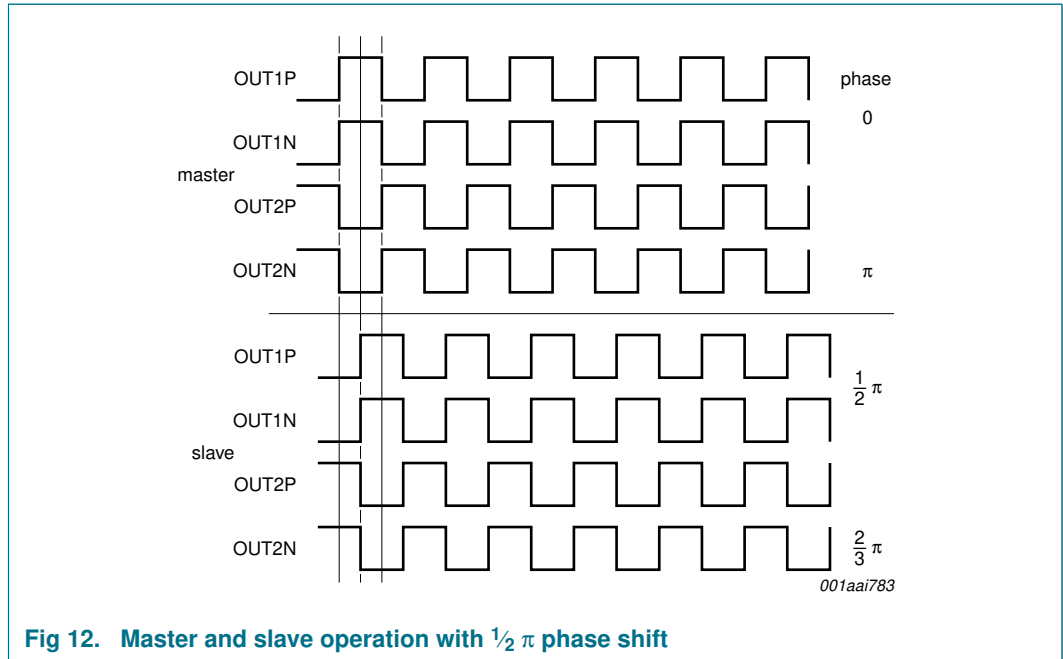 OUT1P
phase
0
OUT1N
master
OUT2P
OUT2N
π
OUT1P
1/2 π
OUT1N
slave
OUT2P
OUT2N
2/3 π
001aai783
Fig 12. Master and slave operation with 1⁄2 π phase shift